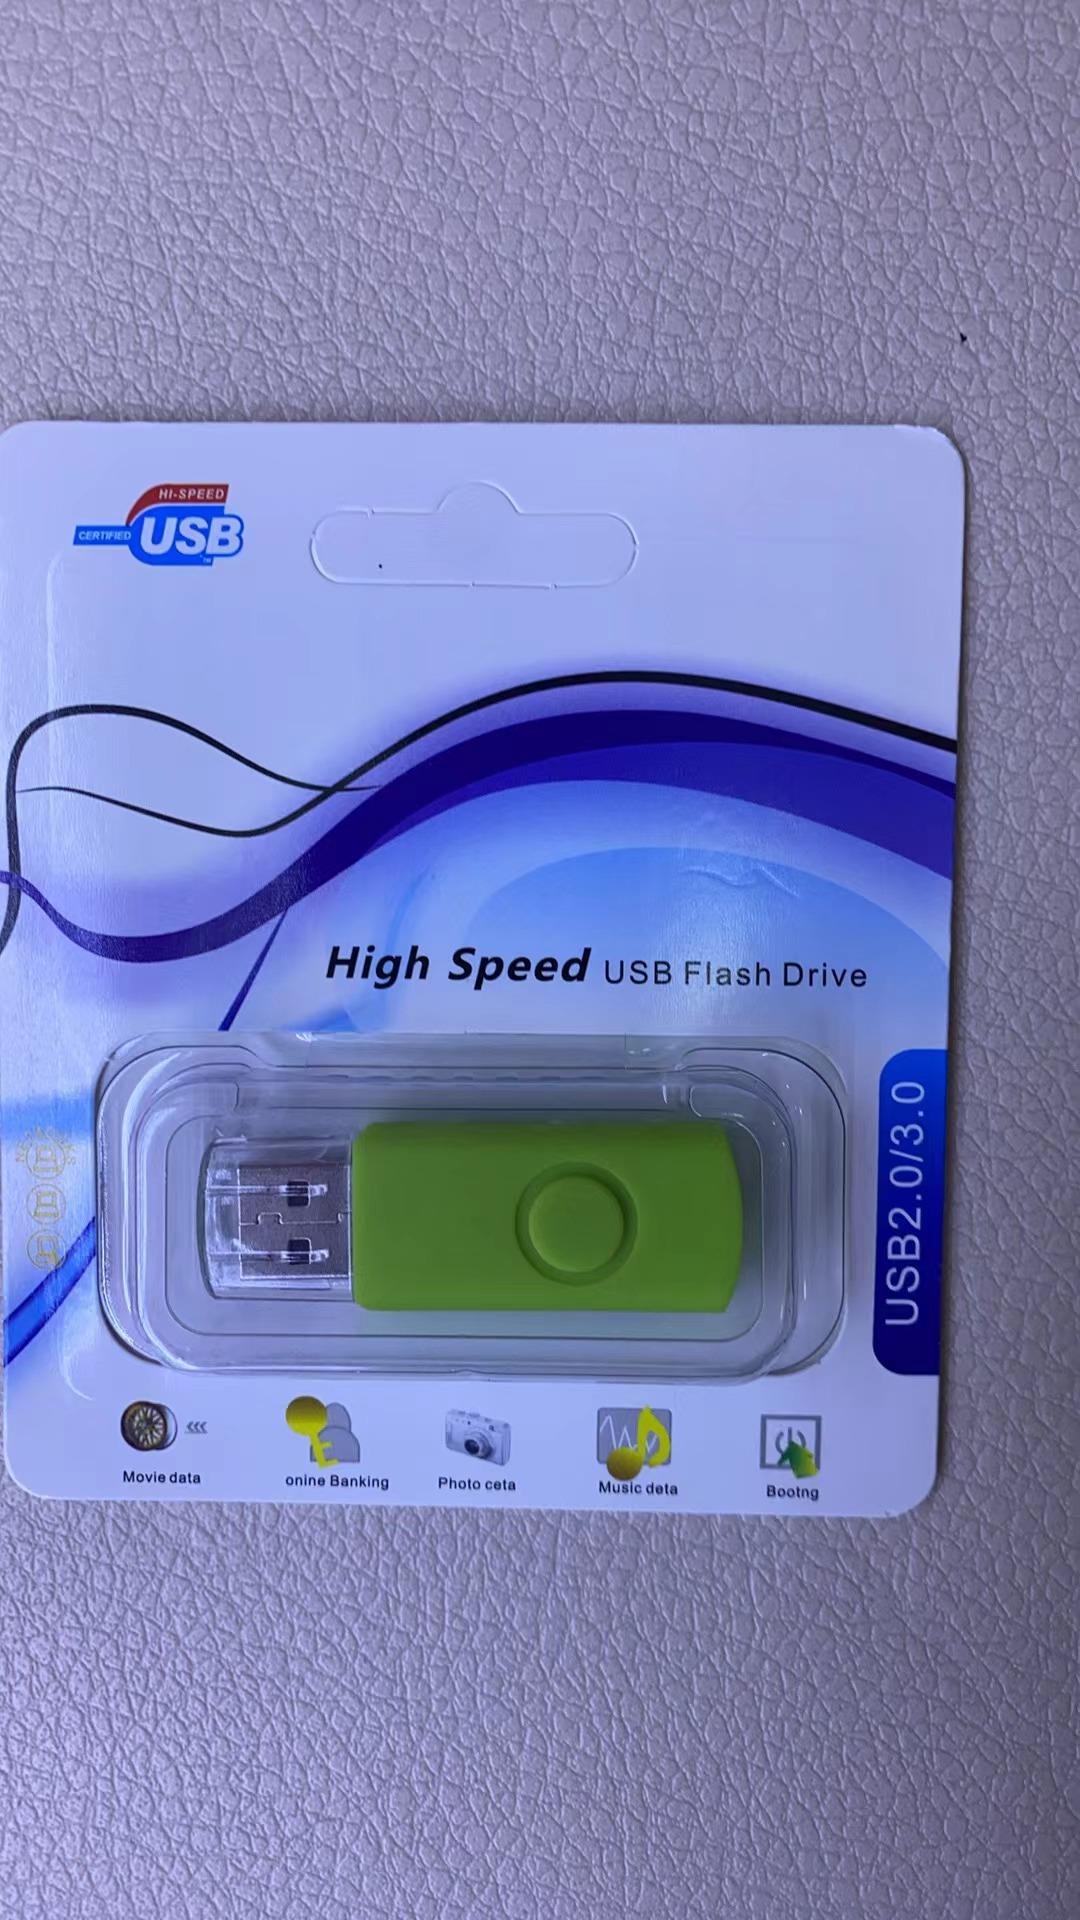 HI-SPEED
CERTIFIED USB
TM
High Speed USB Flash Drive
USB2.0/3.0
Movie data
onine Banking
Photo ceta
Music deta
Bootng